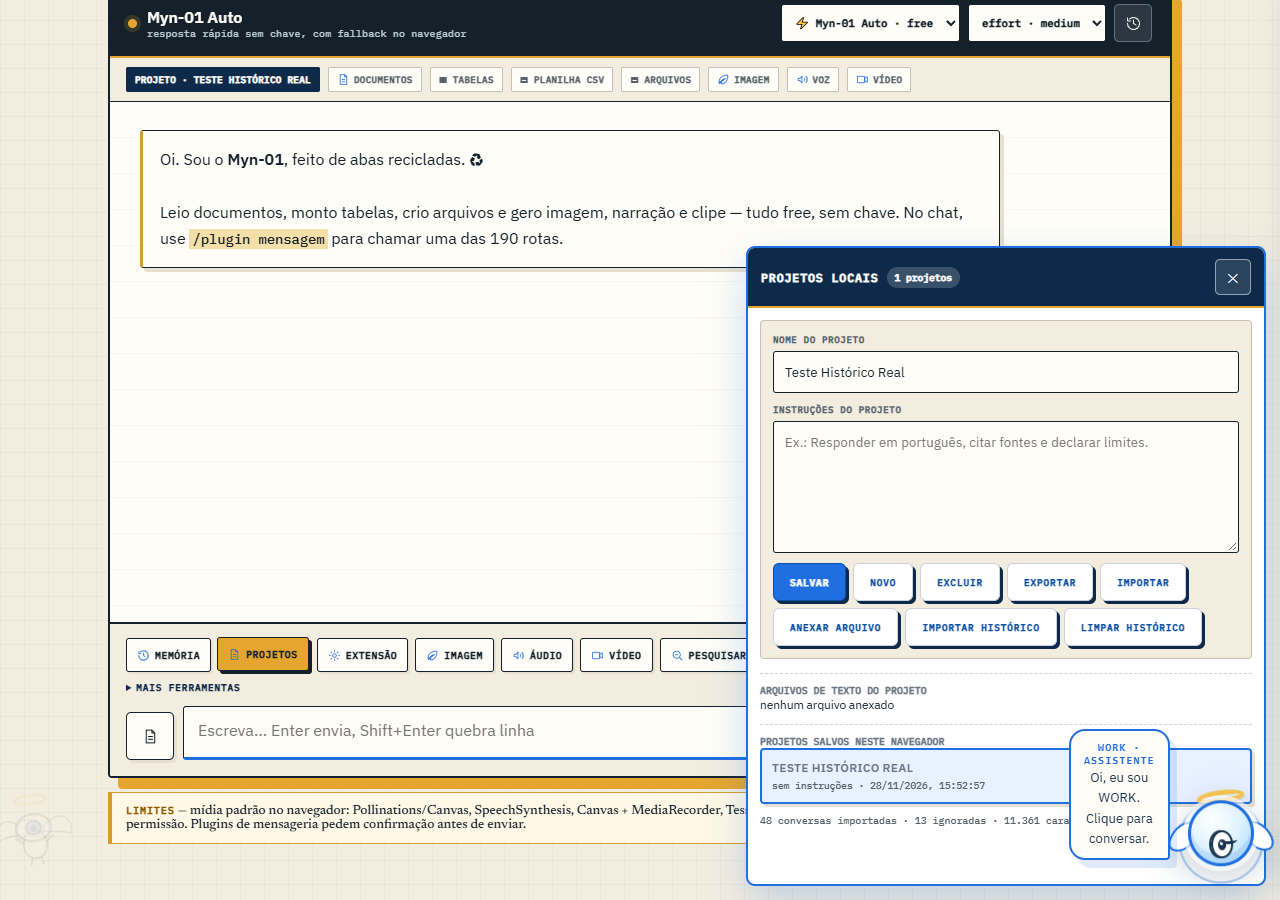 Myn-01 Auto
resposta rápida sem chave, com fallback no navegador
Myn-01 Auto · free
effort · medium
PROJETO · TESTE HISTÓRICO REAL
DOCUMENTOS
TABELAS
PLANILHA CSV
ARQUIVOS
IMAGEM
VOZ
VÍDEO
Oi. Sou o Myn-01, feito de abas recicladas. ♻
Leio documentos, monto tabelas, crio arquivos e gero imagem, narração e clipe — tudo free, sem chave. No chat,
use /plugin mensagem para chamar uma das 190 rotas.
PROJETOS LOCAIS
1 projetos
NOME DO PROJETO
Teste Histórico Real
INSTRUÇÕES DO PROJETO
Ex.: Responder em português, citar fontes e declarar limites.
SALVAR
NOVO
EXCLUIR
EXPORTAR
IMPORTAR
ANEXAR ARQUIVO
IMPORTAR HISTÓRICO
LIMPAR HISTÓRICO
ARQUIVOS DE TEXTO DO PROJETO
nenhum arquivo anexado
PROJETOS SALVOS NESTE NAVEGADOR
TESTE HISTÓRICO REAL
sem instruções · 28/11/2026, 15:52:57
48 conversas importadas · 13 ignoradas · 11.361 cara
WORK ·
ASSISTENTE
Oi, eu sou
WORK.
Clique para
conversar.
MEMÓRIA
PROJETOS
EXTENSÃO
IMAGEM
ÁUDIO
VÍDEO
PESQUISAR
MAIS FERRAMENTAS
Escreva... Enter envia, Shift+Enter quebra linha
LIMITES — mídia padrão no navegador: Pollinations/Canvas, SpeechSynthesis, Canvas + MediaRecorder, Tes
permissão. Plugins de mensageria pedem confirmação antes de enviar.